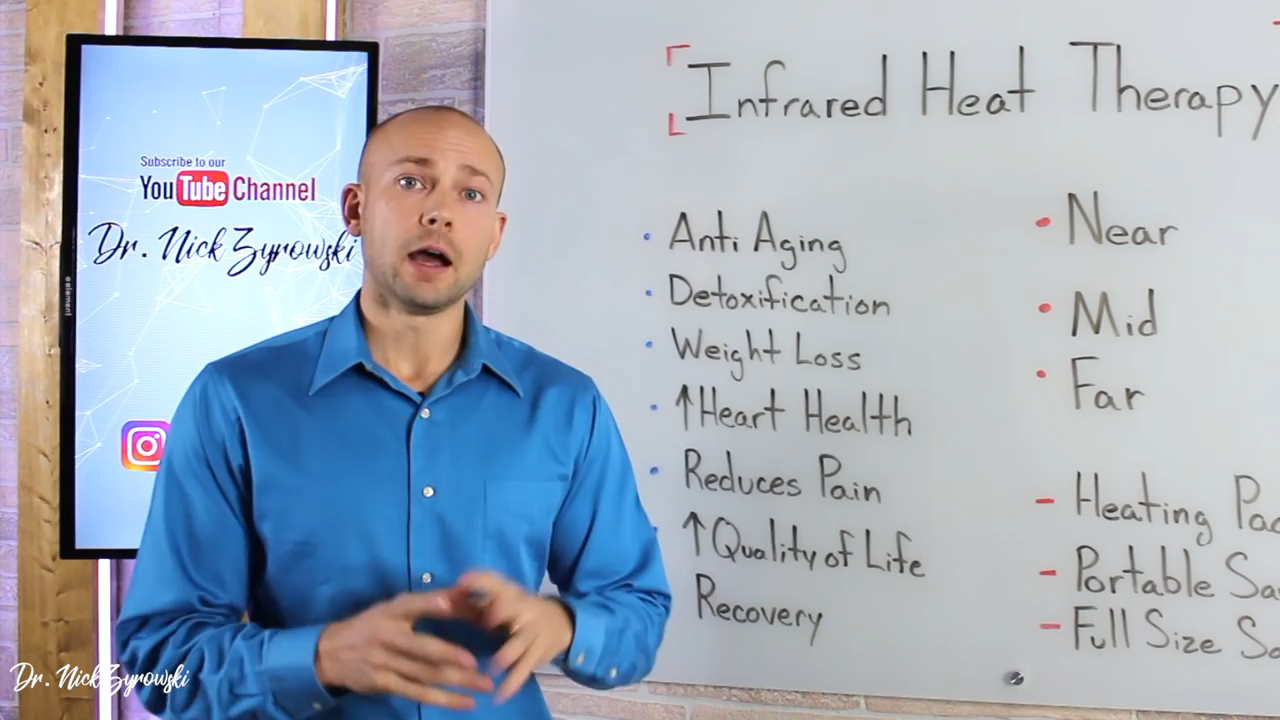 Subscribe to our
YouTube Channel
Dr. Nick Zyrowski
element
Infrared Heat Therapy
Anti Aging
Detoxification
Weight Loss
↑Heart Health
Reduces Pain
↑Quality of Life
Recovery
Near
Mid
Far
Heating
Portable
Full Size
Dr. Nick Zyrowski